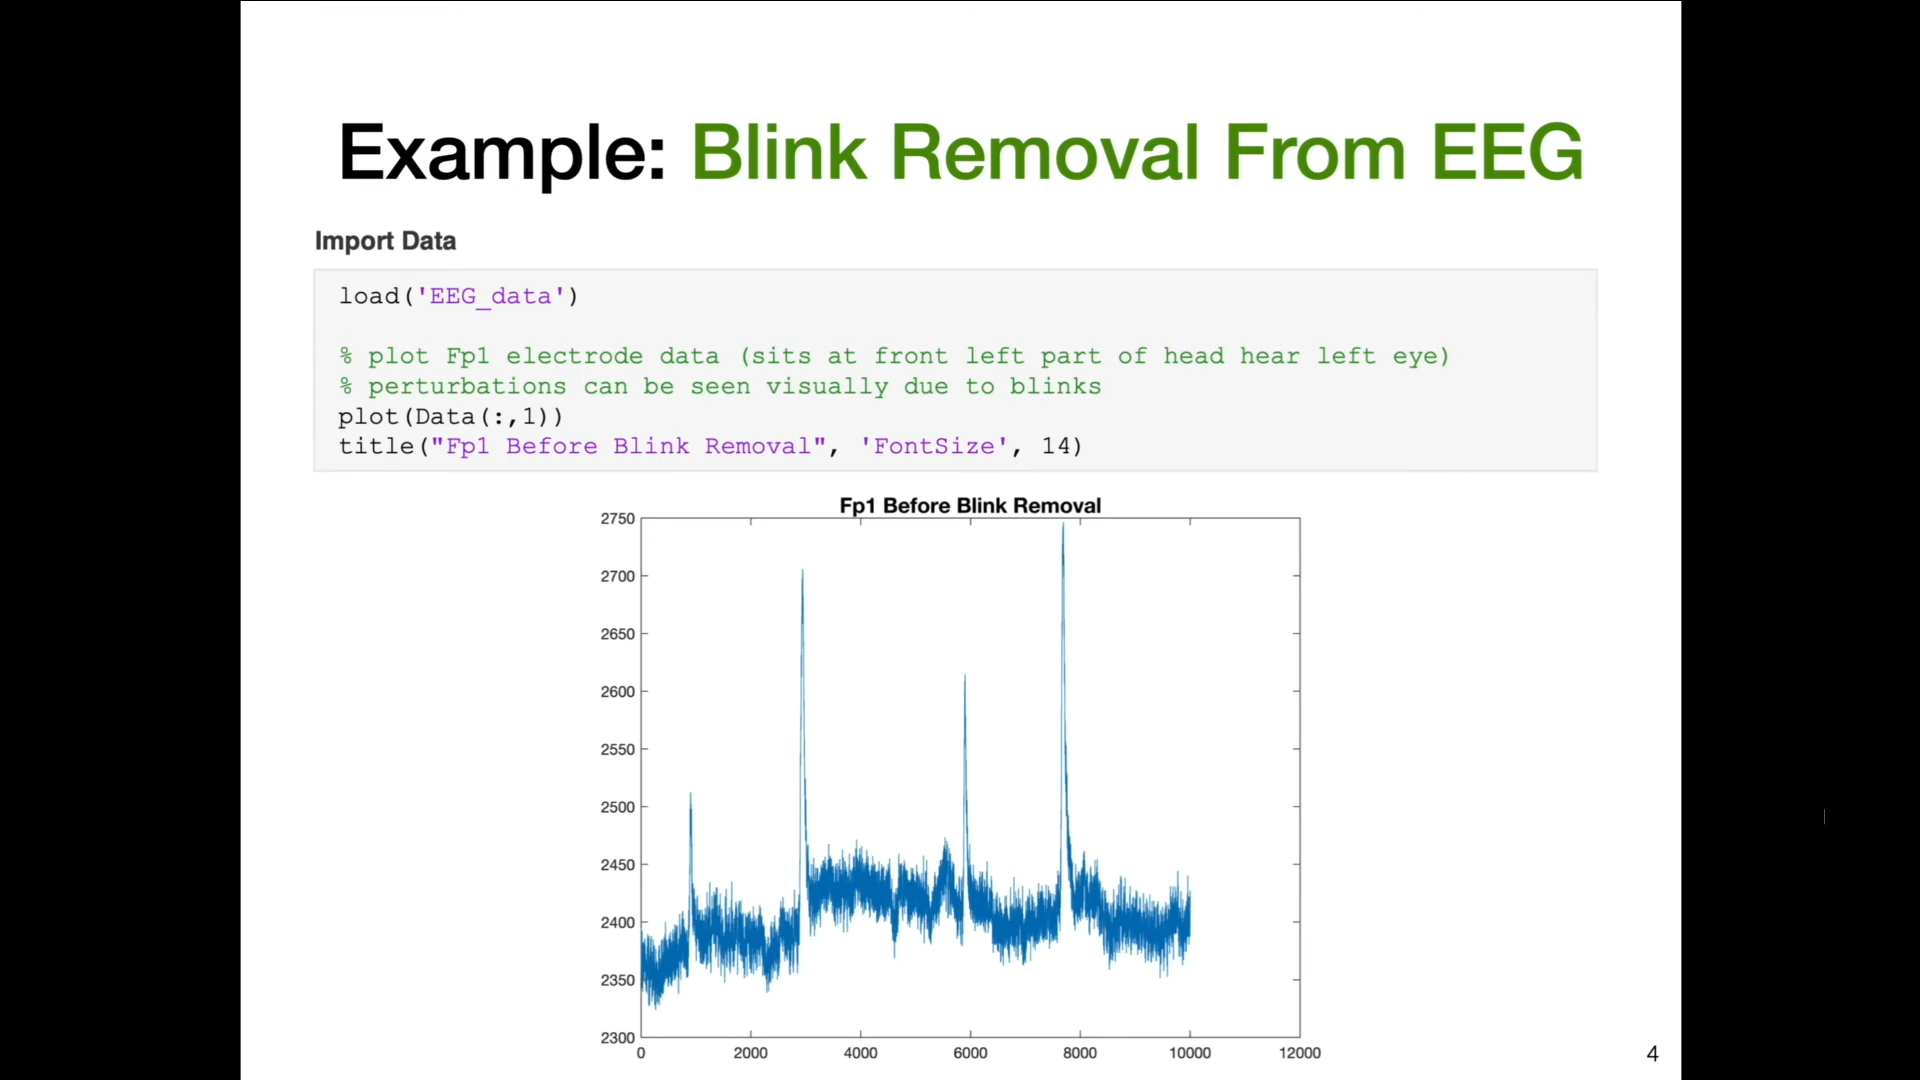 Example: Blink Removal From EEG
Import Data
load('EEG_data')
% plot Fp1 electrode data (sits at front left part of head hear left eye)
% perturbations can be seen visually due to blinks
plot(Data(:,1))
title("Fp1 Before Blink Removal", 'FontSize', 14)
Fp1 Before Blink Removal
2750
2700
2650
2600
2550
2500
2450
2400
2350
2300
0 2000 4000 6000 8000 10000 12000
4